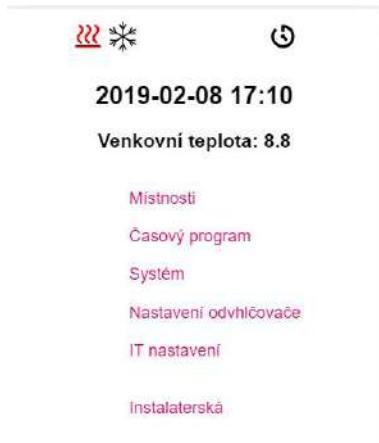 2019-02-08 17:10
Venkovní teplota: 8.8
Místnosti
Časový program
Systém
Nastavení odvhlčovače
IT nastavení
Instalaterská